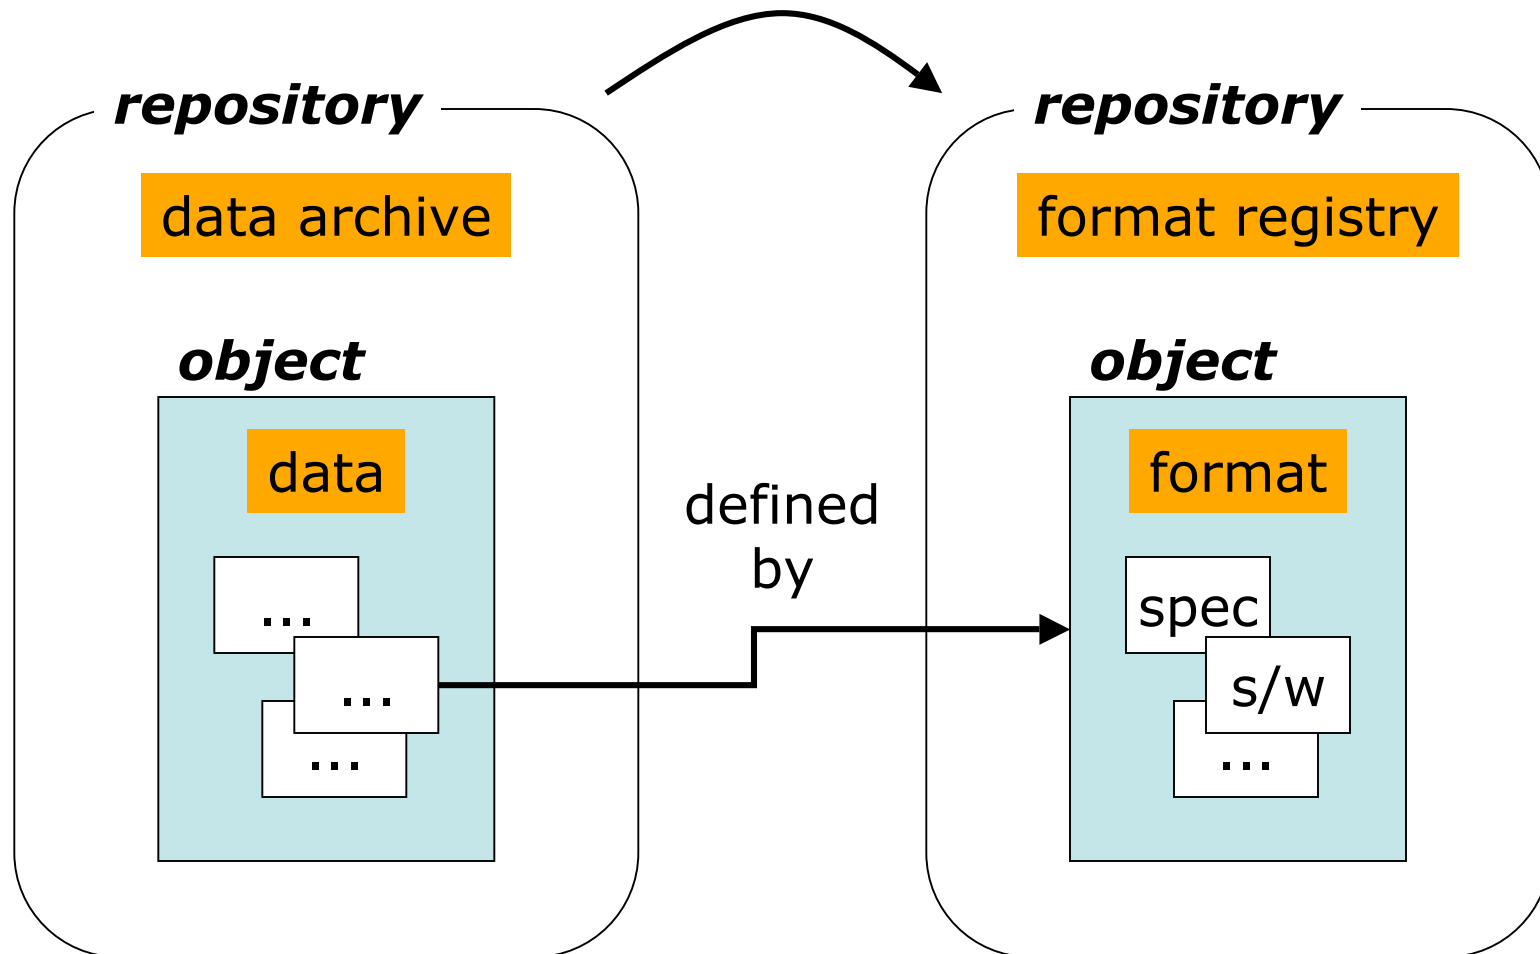 repository
data archive
object
data
...
...
...
defined
by
repository
format registry
object
format
spec
s/w
...